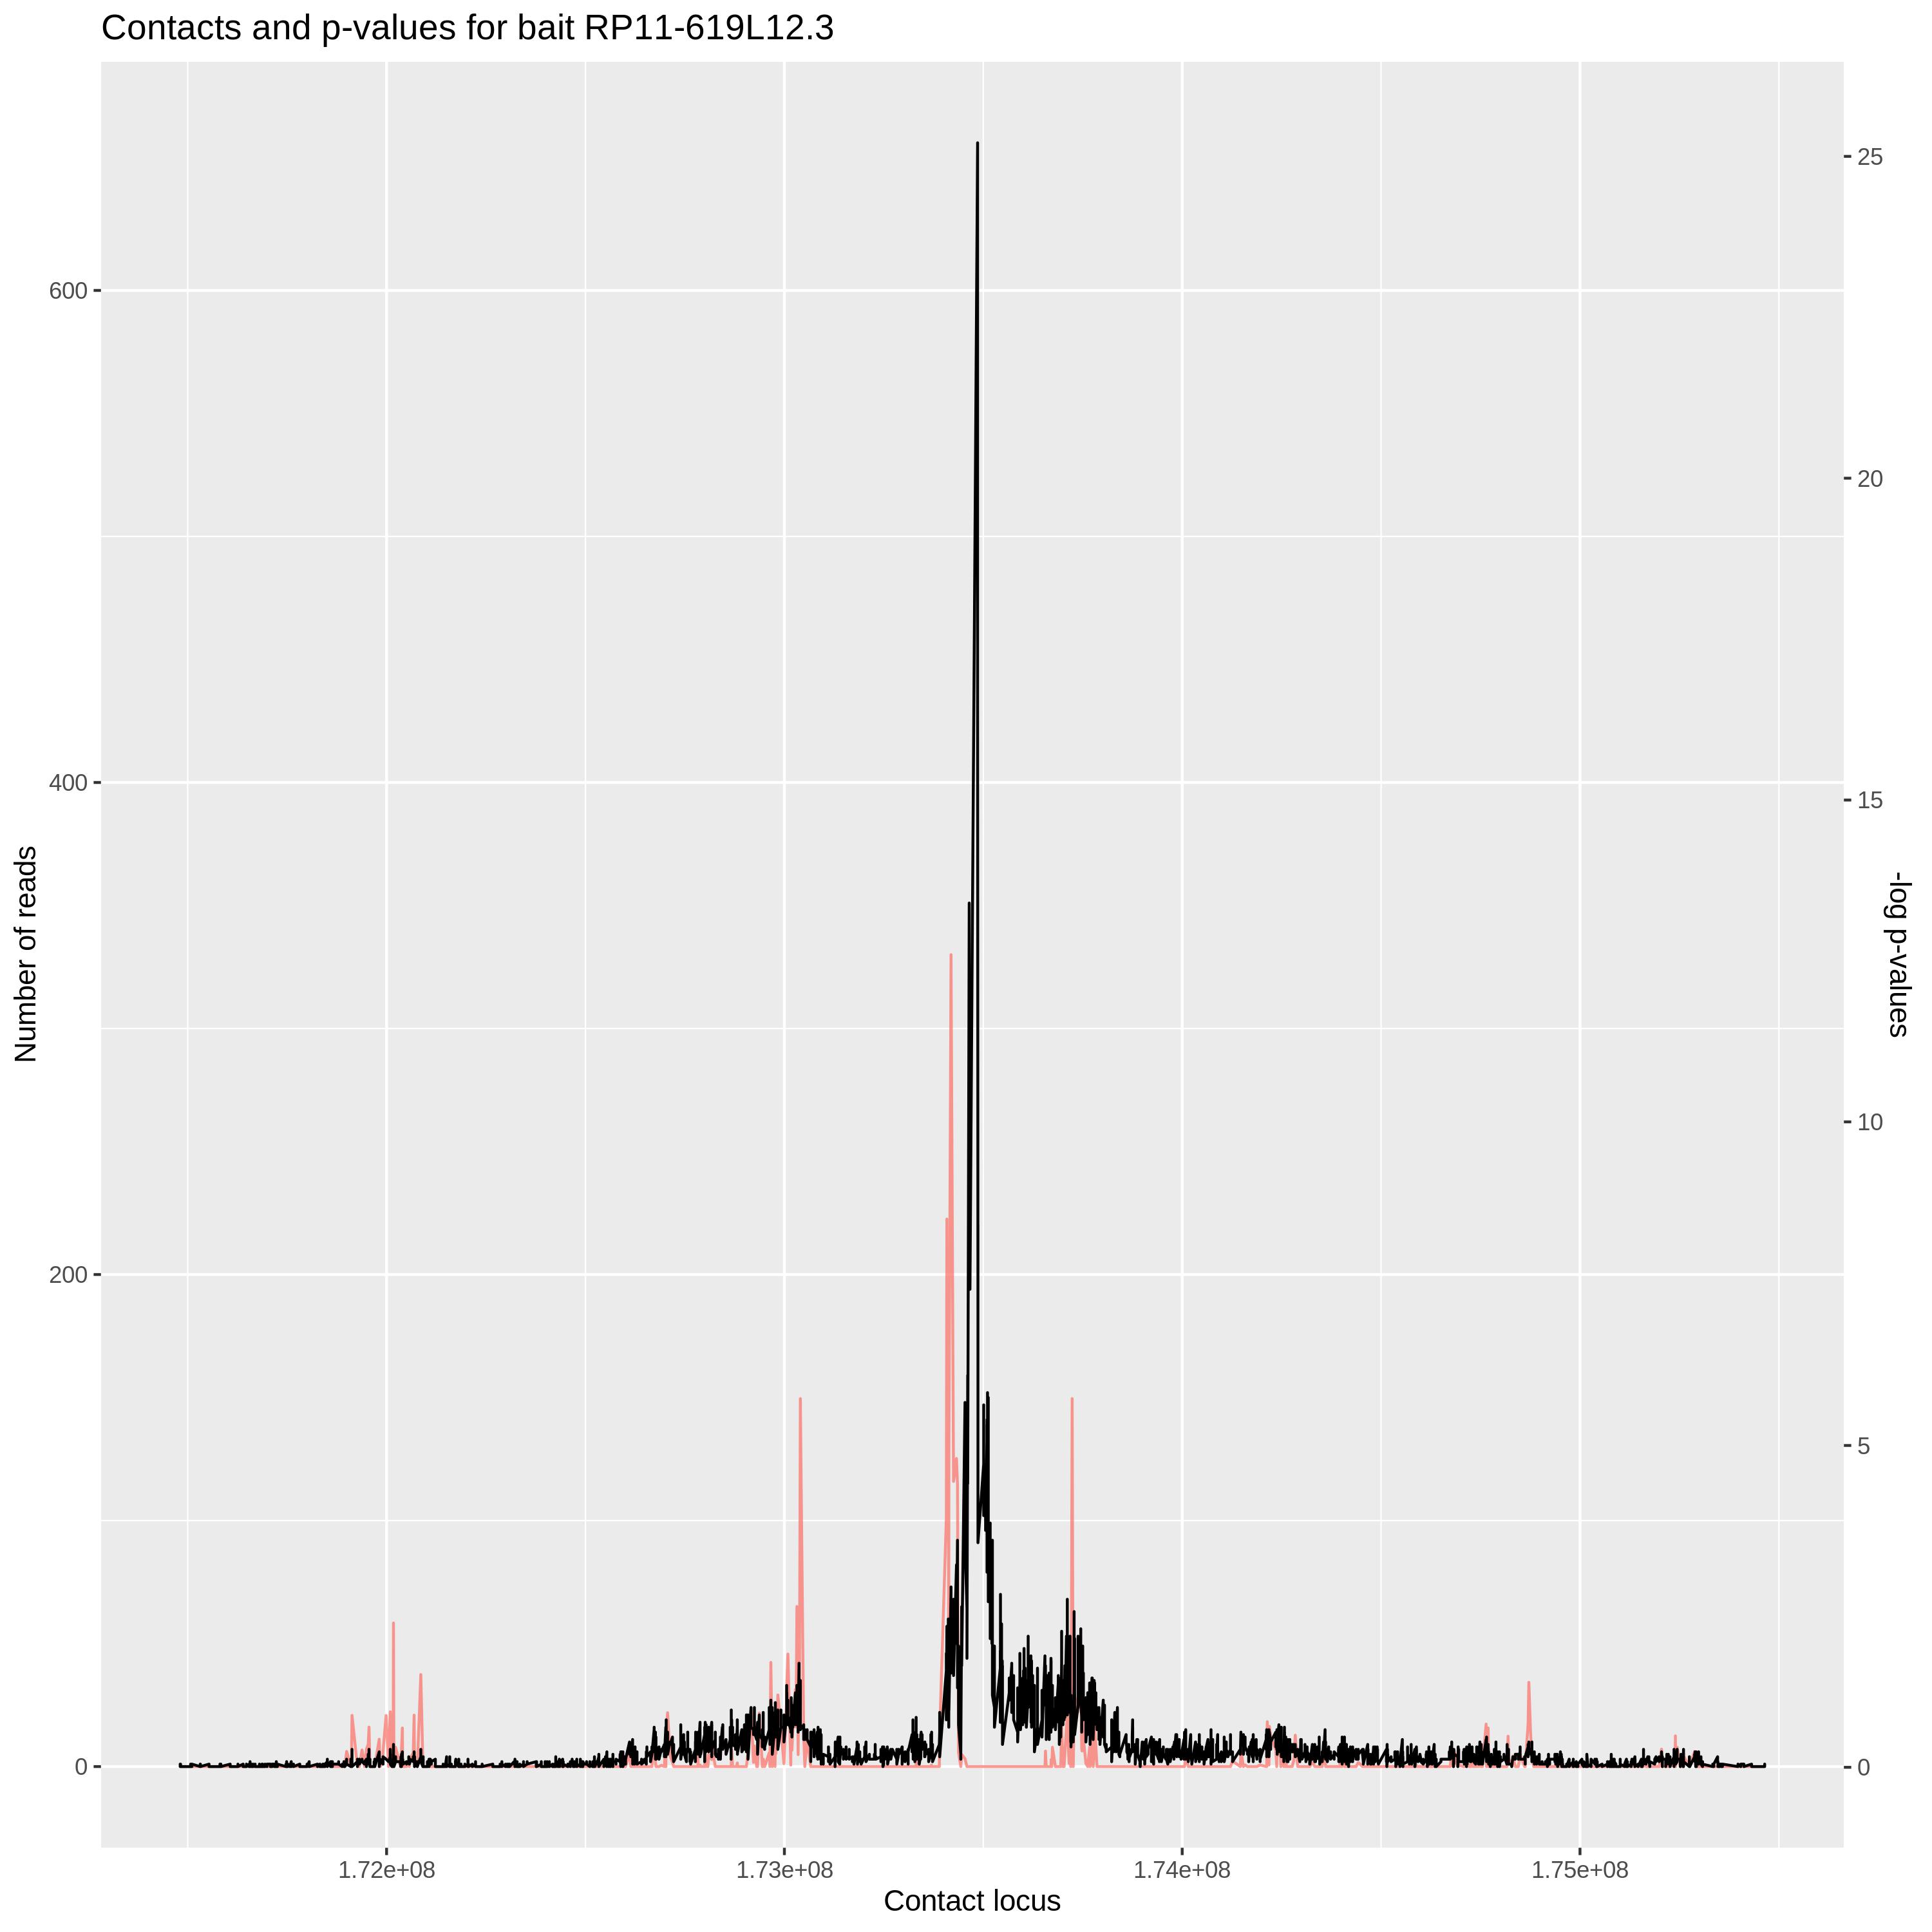 Contacts and p-values for bait RP11-619L12.3
600
400
200
0
Number of reads
25
20
15
10
5
0
-log p-values
1.72e+08
1.73e+08
1.74e+08
1.75e+08
Contact locus